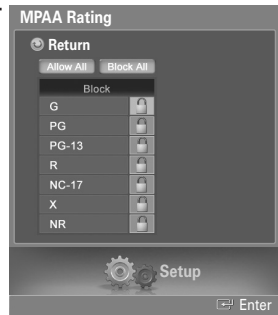 MPAA Rating
Return
Allow All Block All
Block
G
PG
PG-13
R
NC-17
X
NR
Setup
Enter